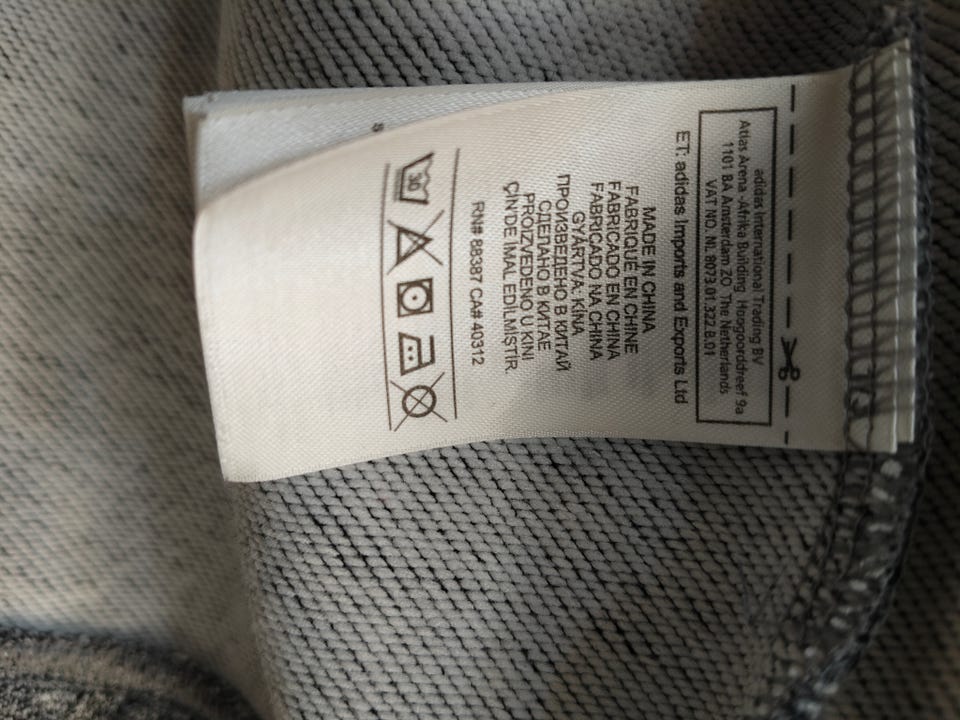 adidas International Trading BV
Atlas Arena -Afrika Building Hoogoorddreef 9a
1101 BA Amsterdam ZO The Netherlands
VAT NO. NL 8073.01.322.B.01
ET: adidas Imports and Exports Ltd
MADE IN CHINA
FABRIQUÉ EN CHINE
FABRICADO EN CHINA
FABRICADO NA CHINA
GYÁRTVA: KÍNA
ПРОИЗВЕДЕНО В КИТАЙ
СДЕЛАНО В КИТАЕ
PROIZVEDENO U KINI
ÇIN'DE İMAL EDİLMİŞTİR.
RN# 88387 CA# 40312
30